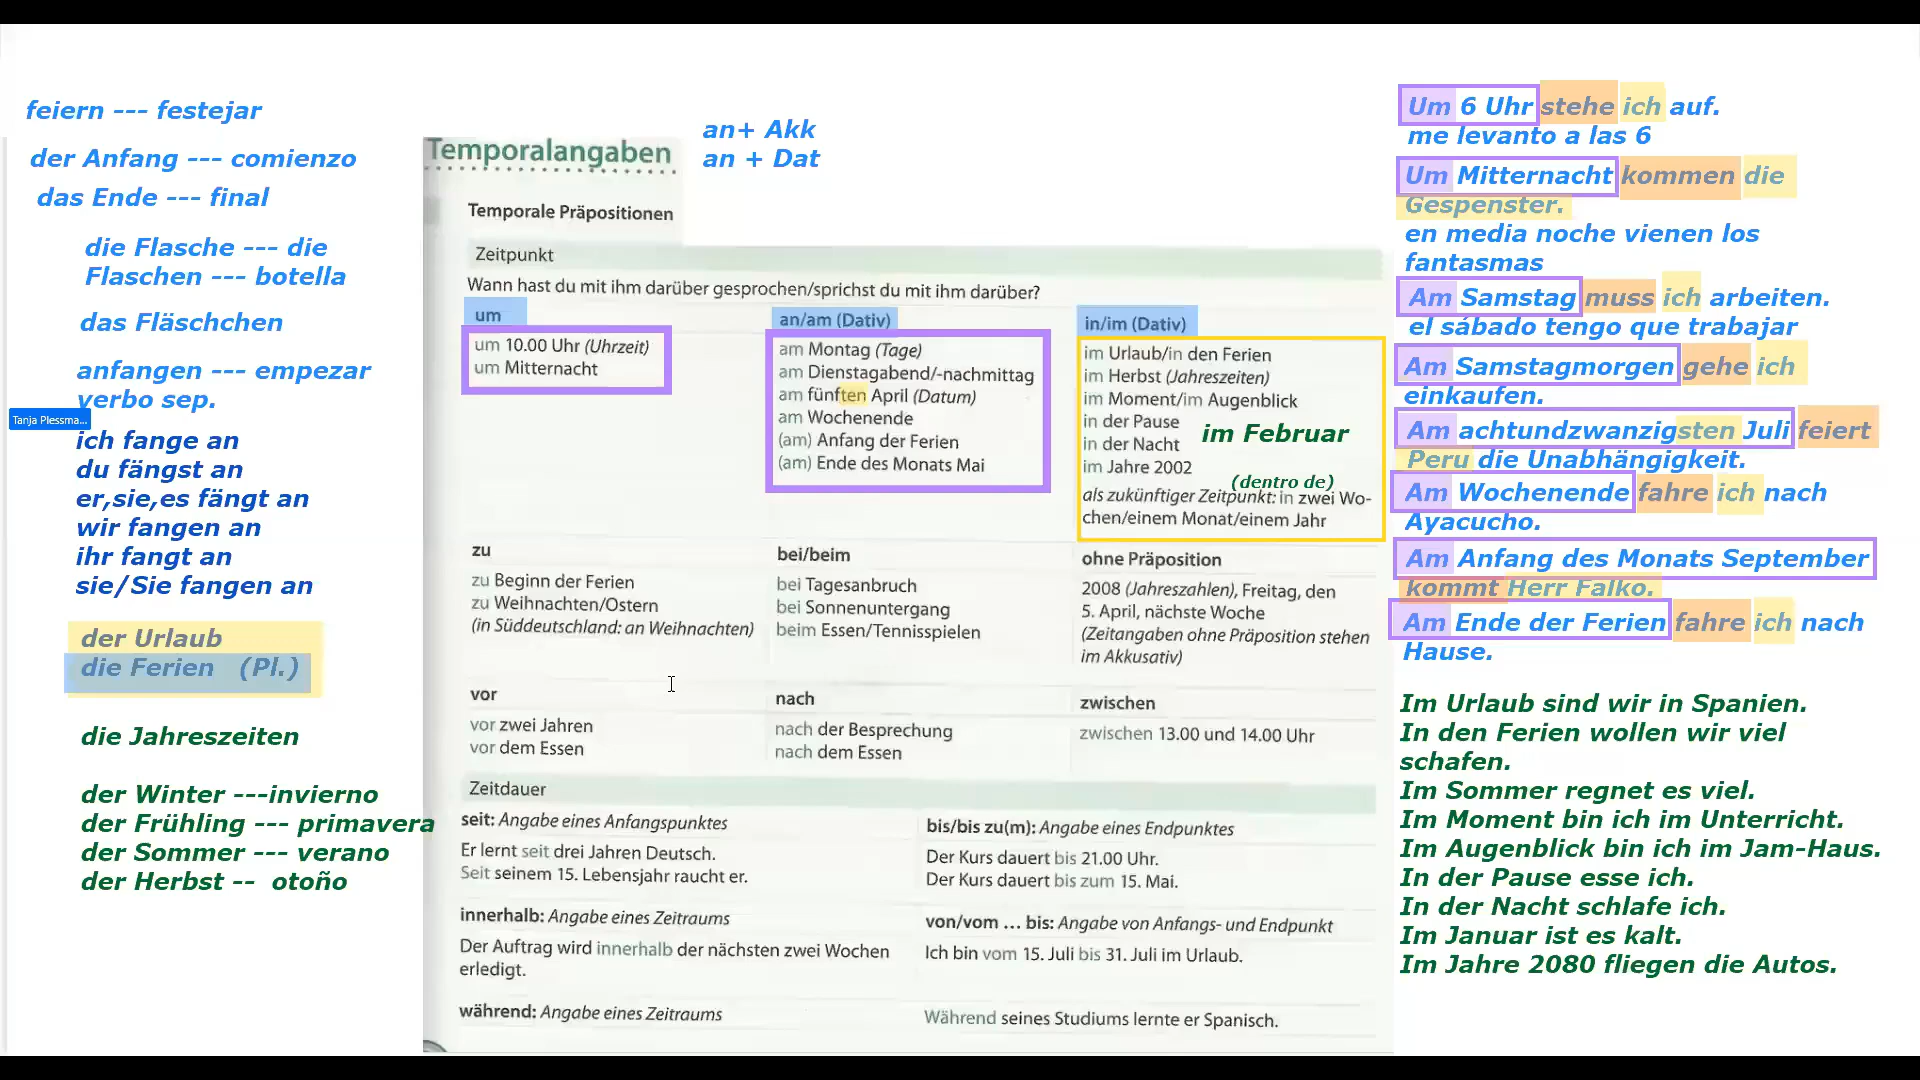 feiern --- festejar
der Anfang --- comienzo
das Ende --- final
die Flasche --- die
Flaschen --- botella
das Fläschchen
anfangen --- empezar
verbo sep.
Tanja Plessma...
ich fange an
du fängst an
er,sie,es fängt an
wir fangen an
ihr fangt an
sie/Sie fangen an
der Urlaub
die Ferien (Pl.)
die Jahreszeiten
der Winter ---invierno
der Frühling --- primavera
der Sommer --- verano
der Herbst -- otoño
an+ Akk
an + Dat
Temporalangaben
Temporale Präpositionen
Zeitpunkt
Wann hast du mit ihm darüber gesprochen/sprichst du mit ihm darüber?
um
um 10.00 Uhr (Uhrzeit)
um Mitternacht
an/am (Dativ)
am Montag (Tage)
am Dienstagabend/-nachmittag
am fünften April (Datum)
am Wochenende
(am) Anfang der Ferien
(am) Ende des Monats Mai
in/im (Dativ)
im Urlaub/in den Ferien
im Herbst (Jahreszeiten)
im Moment/im Augenblick
in der Pause
im Februar
in der Nacht
im Jahre 2002
(dentro de)
als zukünftiger Zeitpunkt: in zwei Wo-
chen/einem Monat/einem Jahr
zu
zu Beginn der Ferien
zu Weihnachten/Ostern
(in Süddeutschland: an Weihnachten)
bei/beim
bei Tagesanbruch
bei Sonnenuntergang
beim Essen/Tennisspielen
ohne Präposition
2008 (Jahreszahlen), Freitag, den
5. April, nächste Woche
(Zeitangaben ohne Präposition stehen
im Akkusativ)
vor
vor zwei Jahren
vor dem Essen
nach
nach der Besprechung
nach dem Essen
zwischen
zwischen 13.00 und 14.00 Uhr
Zeitdauer
seit: Angabe eines Anfangspunktes
Er lernt seit drei Jahren Deutsch.
Seit seinem 15. Lebensjahr raucht er.
bis/bis zu(m): Angabe eines Endpunktes
Der Kurs dauert bis 21.00 Uhr.
Der Kurs dauert bis zum 15. Mai.
innerhalb: Angabe eines Zeitraums
Der Auftrag wird innerhalb der nächsten zwei Wochen
erledigt.
von/vom ... bis: Angabe von Anfangs- und Endpunkt
Ich bin vom 15. Juli bis 31. Juli im Urlaub.
während: Angabe eines Zeitraums
Während seines Studiums lernte er Spanisch.
Um 6 Uhr stehe ich auf.
me levanto a las 6
Um Mitternacht kommen die
Gespenster.
en media noche vienen los
fantasmas
Am Samstag muss ich arbeiten.
el sábado tengo que trabajar
Am Samstagmorgen gehe ich
einkaufen.
Am achtundzwanzigsten Juli feiert
Peru die Unabhängigkeit.
Am Wochenende fahre ich nach
Ayacucho.
Am Anfang des Monats September
kommt Herr Falko.
Am Ende der Ferien fahre ich nach
Hause.
Im Urlaub sind wir in Spanien.
In den Ferien wollen wir viel
schafen.
Im Sommer regnet es viel.
Im Moment bin ich im Unterricht.
Im Augenblick bin ich im Jam-Haus.
In der Pause esse ich.
In der Nacht schlafe ich.
Im Januar ist es kalt.
Im Jahre 2080 fliegen die Autos.